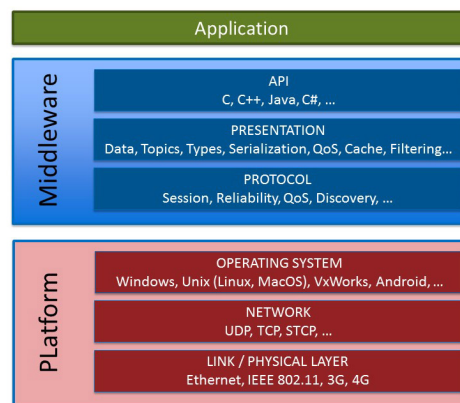 Application
Middleware
API
C, C++, Java, C#, ...
PRESENTATION
Data, Topics, Types, Serialization, QoS, Cache, Filtering...
PROTOCOL
Session, Reliability, QoS, Discovery, ...
PLatform
OPERATING SYSTEM
Windows, Unix (Linux, MacOS), VxWorks, Android, ...
NETWORK
UDP, TCP, STCP, ...
LINK / PHYSICAL LAYER
Ethernet, IEEE 802.11, 3G, 4G